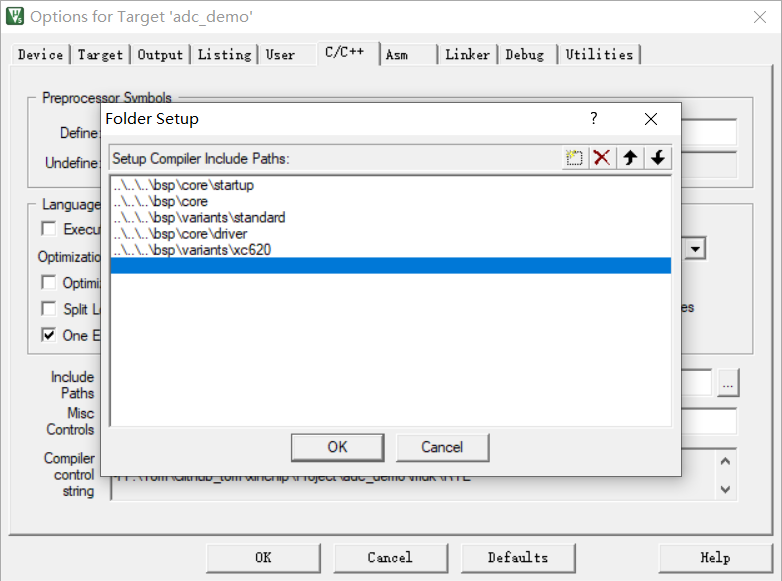 Options for Target 'adc_demo'
Device Target Output Listing User C/C++ Asm Linker Debug Utilities
Preprocessor Symbols
Define:
Undefine:
Folder Setup
?
Setup Compiler Include Paths:
..\..\..\bsp\core\startup
..\..\..\bsp\core
..\..\..\bsp\variants\standard
..\..\..\bsp\core\driver
..\..\..\bsp\variants\xc620
OK Cancel
Language
Execu
Optimizatio
Optimi
Split L
One E
es
Include
Paths
...
Misc
Controls
Compiler
control
string
OK Cancel Defaults Help